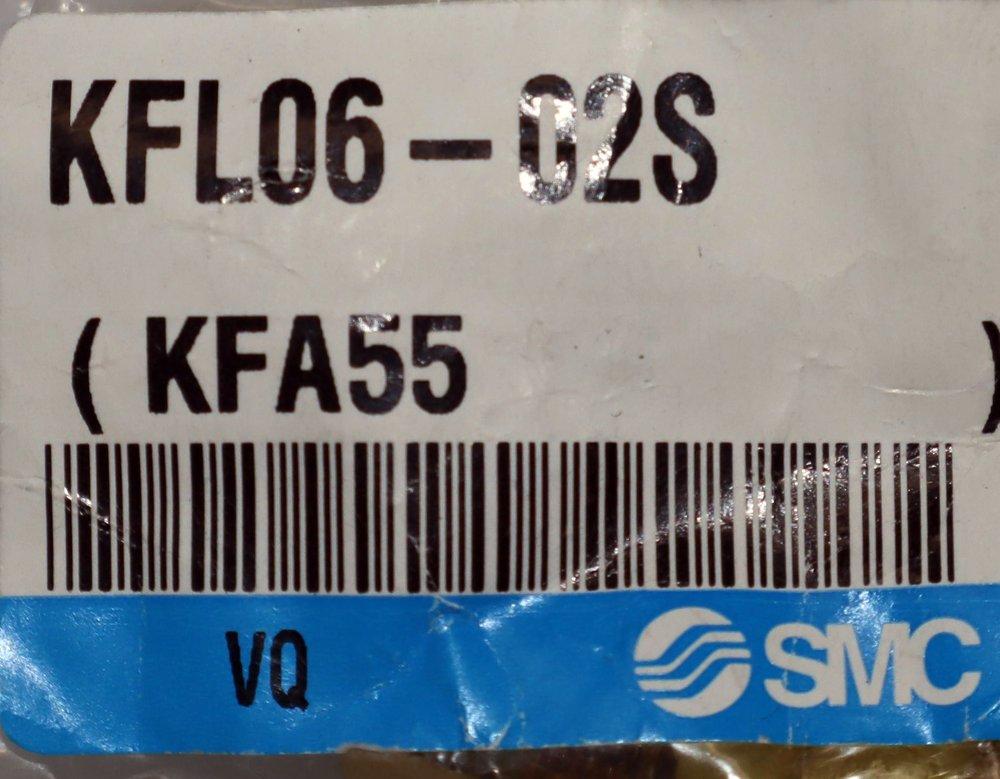 KFL06-02S
( KFA55 )
VQ
SMC